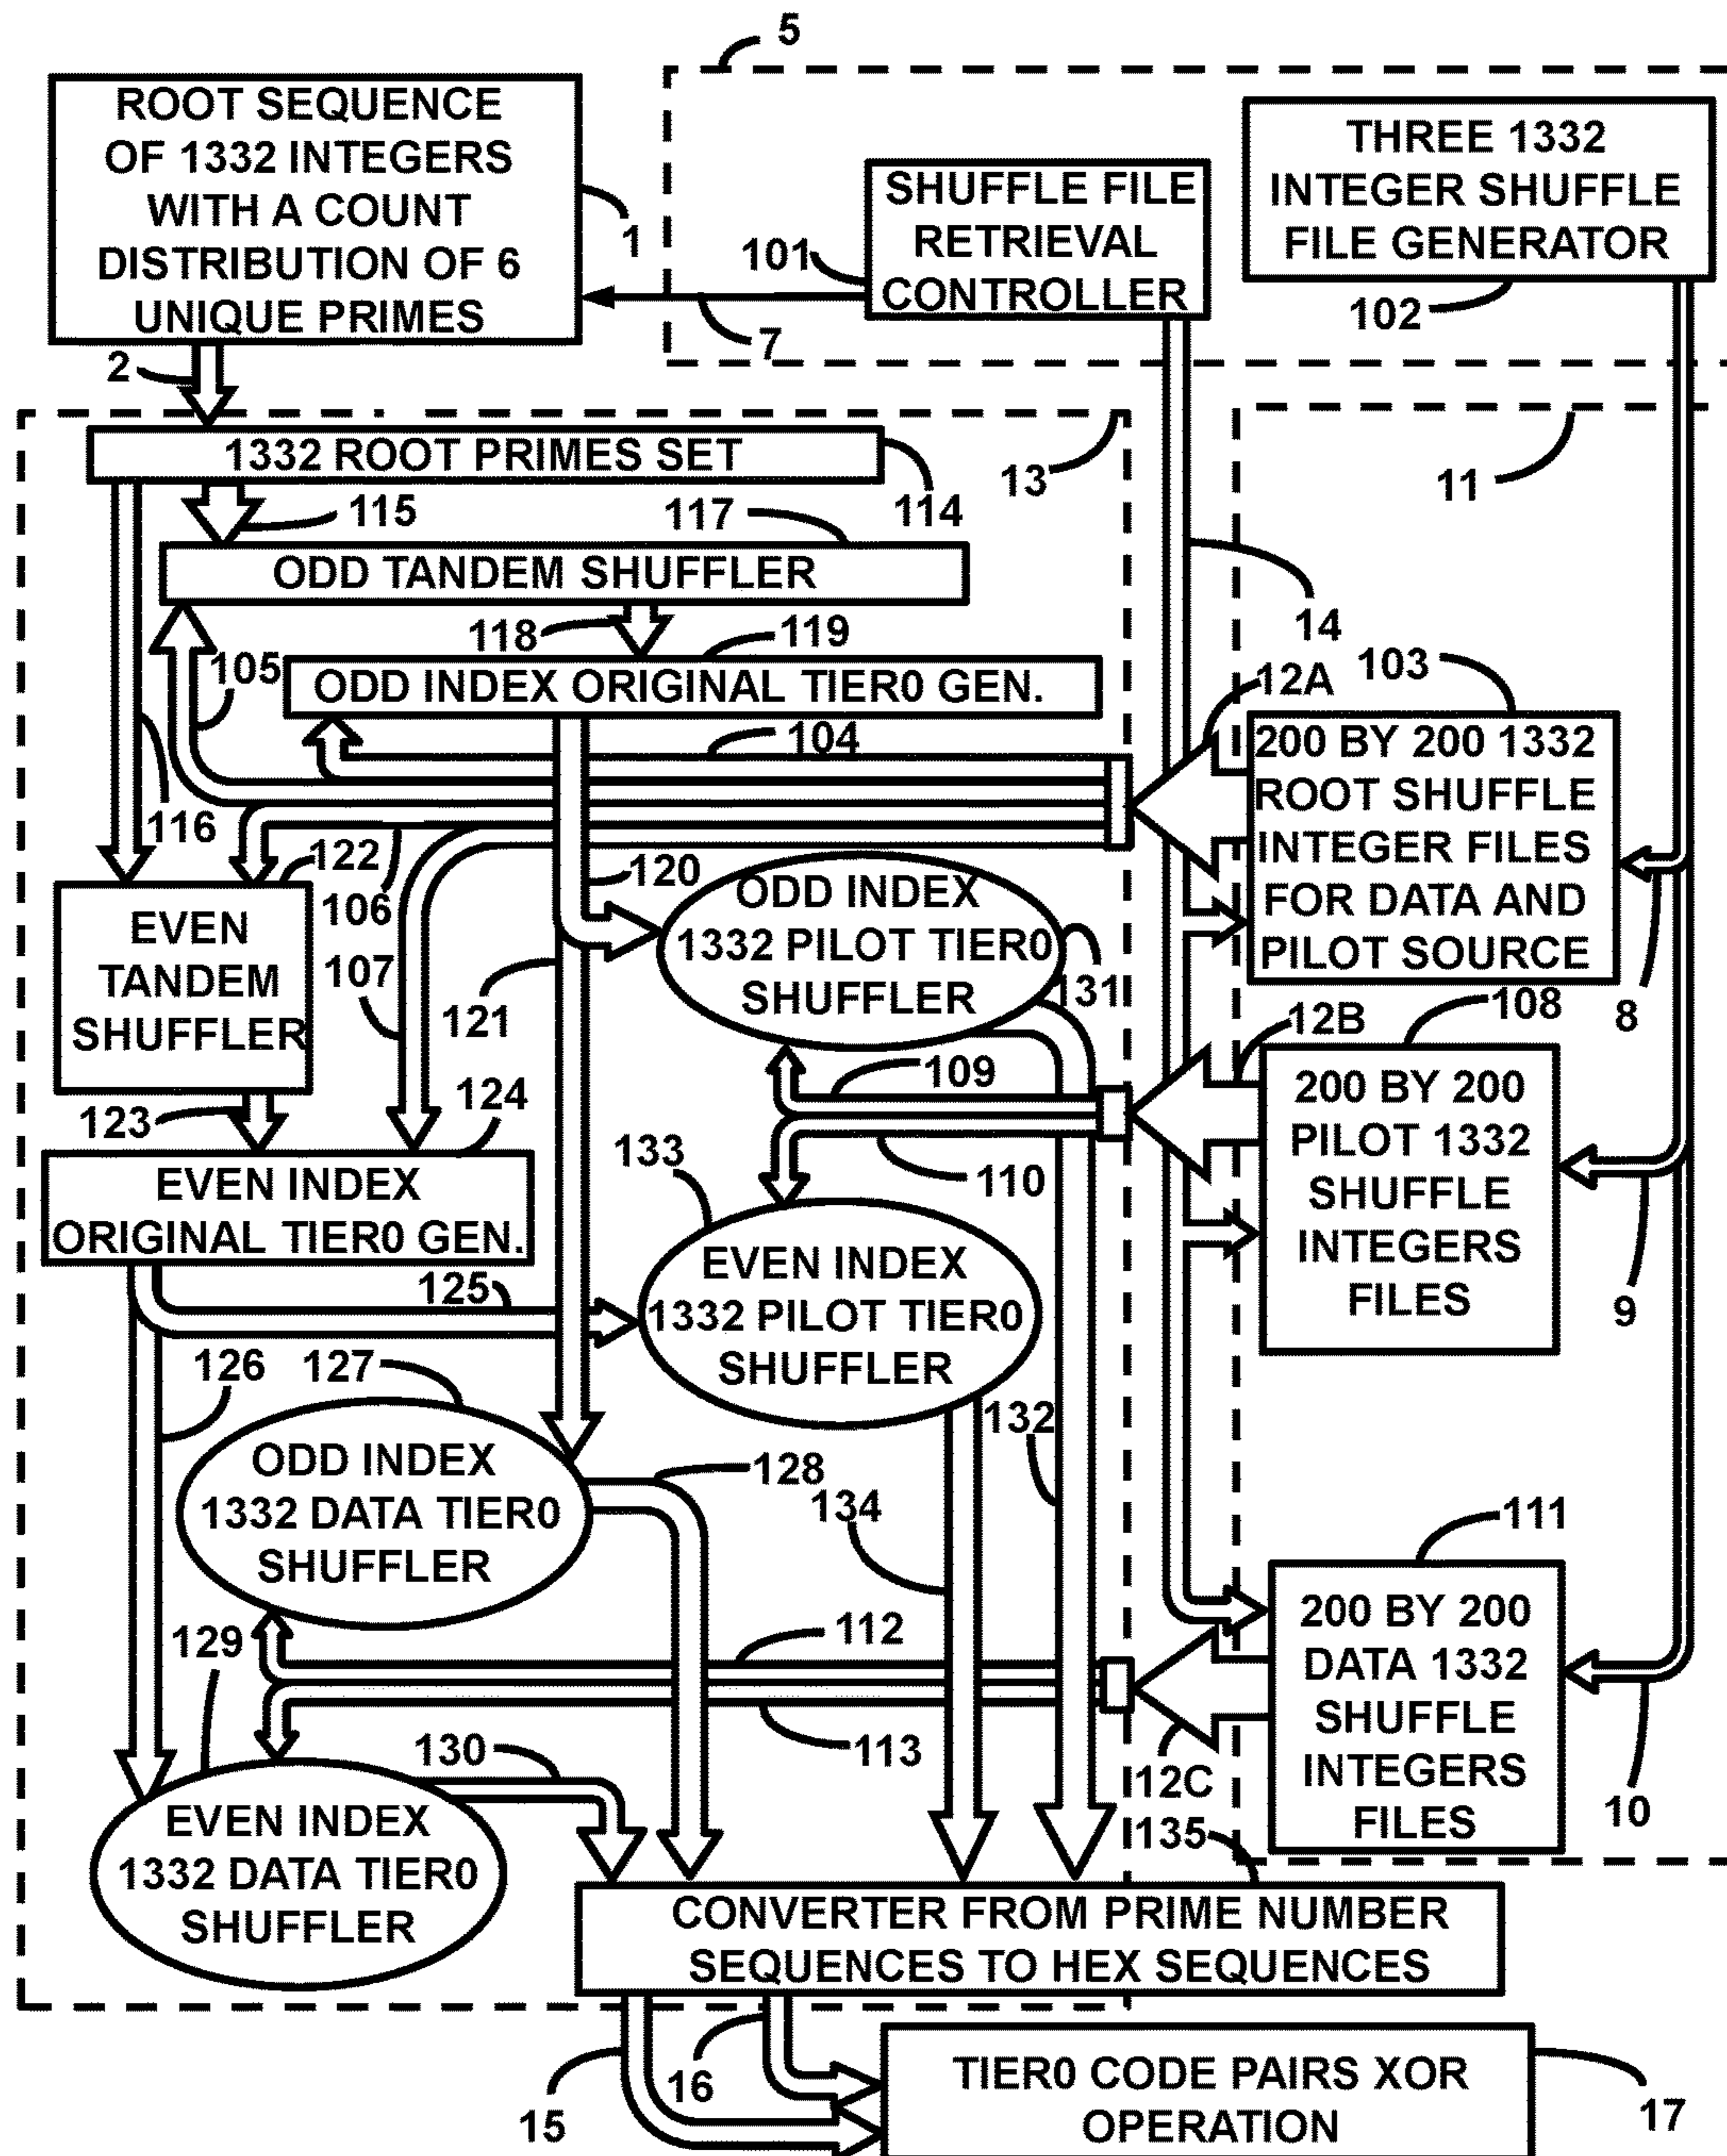 5
ROOT SEQUENCE
OF 1332 INTEGERS
WITH A COUNT
DISTRIBUTION OF 6
UNIQUE PRIMES
1
SHUFFLE FILE
RETRIEVAL
CONTROLLER
101
7
THREE 1332
INTEGER SHUFFLE
FILE GENERATOR
102
2
1332 ROOT PRIMES SET
13
11
115
117
114
ODD TANDEM SHUFFLER
14
118
119
103
105
ODD INDEX ORIGINAL TIER0 GEN.
12A
104
200 BY 200 1332
ROOT SHUFFLE
INTEGER FILES
FOR DATA AND
PILOT SOURCE
116
122
106
120
8
EVEN
TANDEM
SHUFFLER
107
121
ODD INDEX
1332 PILOT TIER0
SHUFFLER
131
108
12B
109
123
124
200 BY 200
PILOT 1332
SHUFFLE
INTEGERS
FILES
133
110
9
EVEN INDEX
ORIGINAL TIER0 GEN.
125
EVEN INDEX
1332 PILOT TIER0
SHUFFLER
126
127
132
ODD INDEX
1332 DATA TIER0
SHUFFLER
128
134
111
129
112
200 BY 200
DATA 1332
SHUFFLE
INTEGERS
FILES
130
113
12C
10
135
EVEN INDEX
1332 DATA TIER0
SHUFFLER
CONVERTER FROM PRIME NUMBER
SEQUENCES TO HEX SEQUENCES
15
16
TIER0 CODE PAIRS XOR
OPERATION
17